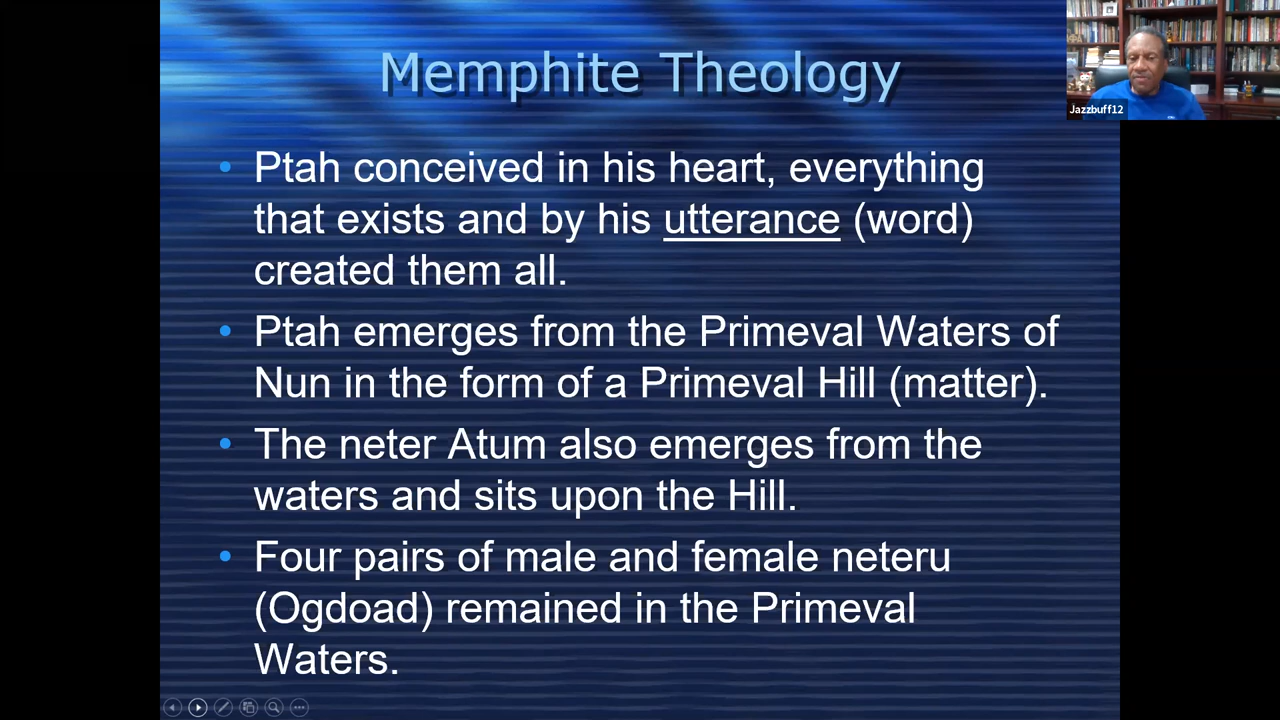 Memphite Theology
Jazzbuff12
• Ptah conceived in his heart, everything
that exists and by his utterance (word)
created them all.
• Ptah emerges from the Primeval Waters of
Nun in the form of a Primeval Hill (matter).
• The neter Atum also emerges from the
waters and sits upon the Hill.
• Four pairs of male and female neteru
(Ogdoad) remained in the Primeval
Waters.